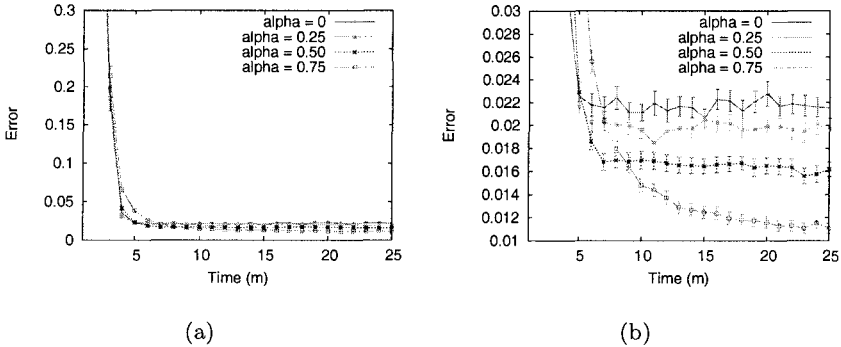 0.3
0.25
0.2
0.15
0.1
0.05
0
Error
alpha = 0
alpha = 0.25
alpha = 0.50
alpha = 0.75
5 10 15 20 25
Time (m)
(a)
0.03
0.028
0.026
0.024
0.022
0.02
0.018
0.016
0.014
0.012
0.01
Error
alpha = 0
alpha = 0.25
alpha = 0.50
alpha = 0.75
5 10 15 20 25
Time (m)
(b)